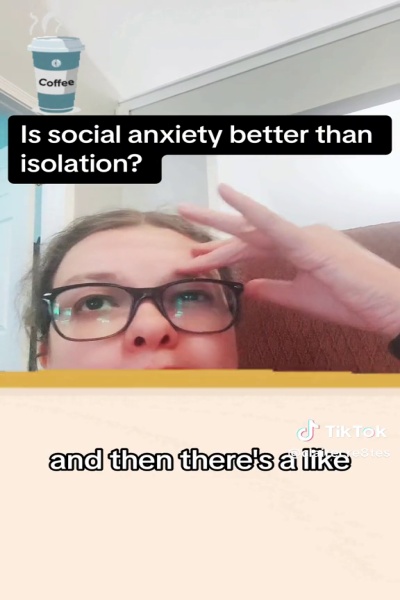 Coffee
Is social anxiety better than
isolation?
TikTok
and then there's a like